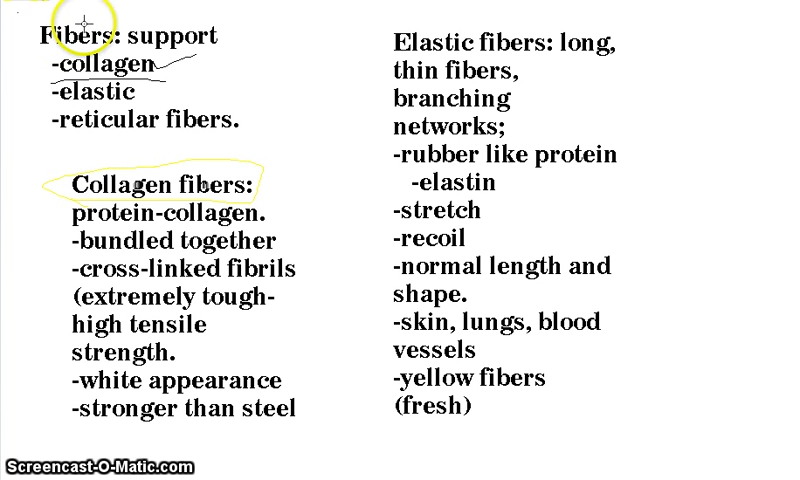 Fibers: support
-collagen
-elastic
-reticular fibers.
Collagen fibers:
protein-collagen.
-bundled together
-cross-linked fibrils
(extremely tough-
high tensile
strength.
-white appearance
-stronger than steel
Elastic fibers: long,
thin fibers,
branching
networks;
-rubber like protein
-elastin
-stretch
-recoil
-normal length and
shape.
-skin, lungs, blood
vessels
-yellow fibers
(fresh)
Screencast-O-Matic.com